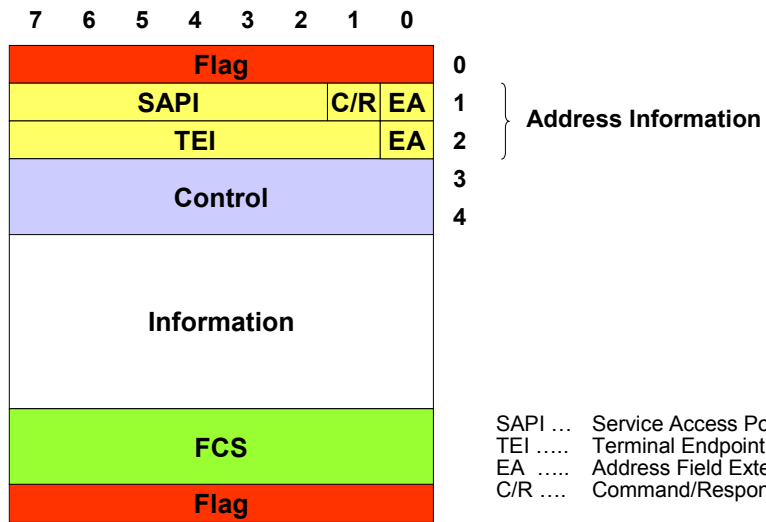 7 6 5 4 3 2 1 0
Flag 0
SAPI C/R EA 1
Address Information
TEI EA 2
3
Control
4
Information
FCS
SAPI … Service Access Po
TEI ….. Terminal Endpoint
EA ….. Address Field Exte
C/R …. Command/Respon
Flag